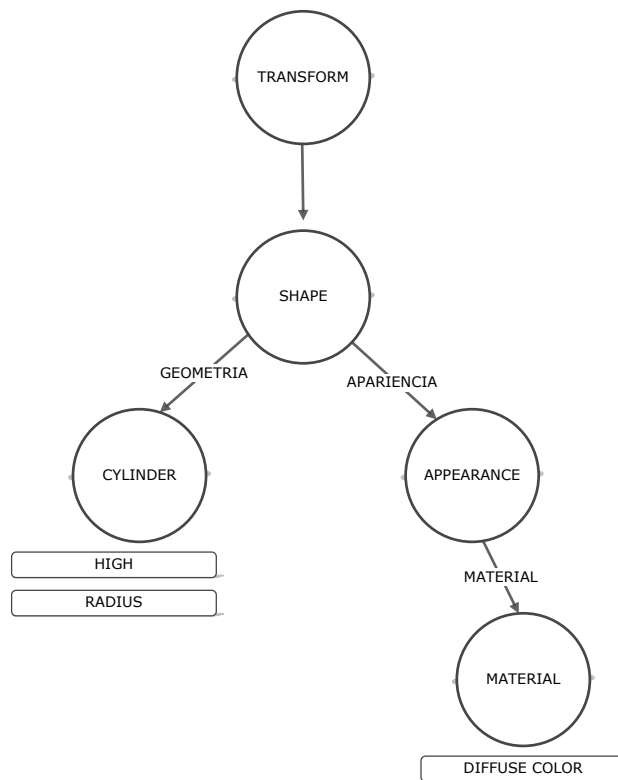 TRANSFORM
SHAPE
GEOMETRIA
APARIENCIA
CYLINDER
APPEARANCE
HIGH
MATERIAL
RADIUS
MATERIAL
DIFFUSE COLOR